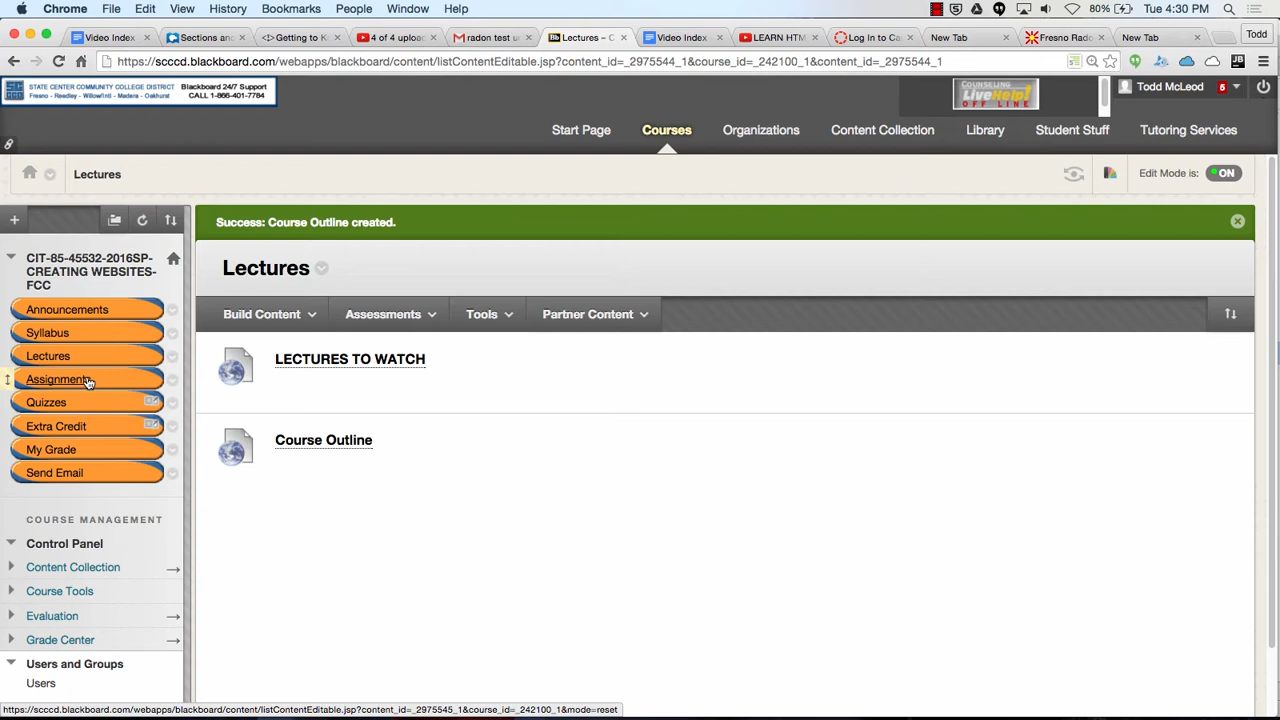 Chrome File Edit View History Bookmarks People Window Help 80% Tue 4:30 PM
Video Index Sections and Getting to K 4 of 4 upload radon test un Lectures – C Video Index LEARN HTM Log In to Ca New Tab Fresno Rado New Tab Todd
https://scccd.blackboard.com/webapps/blackboard/content/listContentEditable.jsp?content_id=_2975544_1&course_id=_242100_1&content_id=_2975544_1
STATE CENTER COMMUNITY COLLEGE DISTRICT Blackboard 24/7 Support
Fresno - Reedley - Willow/Intl - Madera - Oakhurst CALL 1-866-401-7784
COUNSELING
LiveHelp!
OFF LINE
Todd McLeod 5
Start Page Courses Organizations Content Collection Library Student Stuff Tutoring Services
Lectures
Edit Mode is: ON
Success: Course Outline created.
CIT-85-45532-2016SP-
CREATING WEBSITES-
FCC
Announcements
Syllabus
Lectures
Assignments
Quizzes
Extra Credit
My Grade
Send Email
COURSE MANAGEMENT
Control Panel
Content Collection
Course Tools
Evaluation
Grade Center
Users and Groups
Users
Lectures
Build Content Assessments Tools Partner Content
LECTURES TO WATCH
Course Outline
https://scccd.blackboard.com/webapps/blackboard/content/listContentEditable.jsp?content_id=_2975545_1&course_id=_242100_1&mode=reset